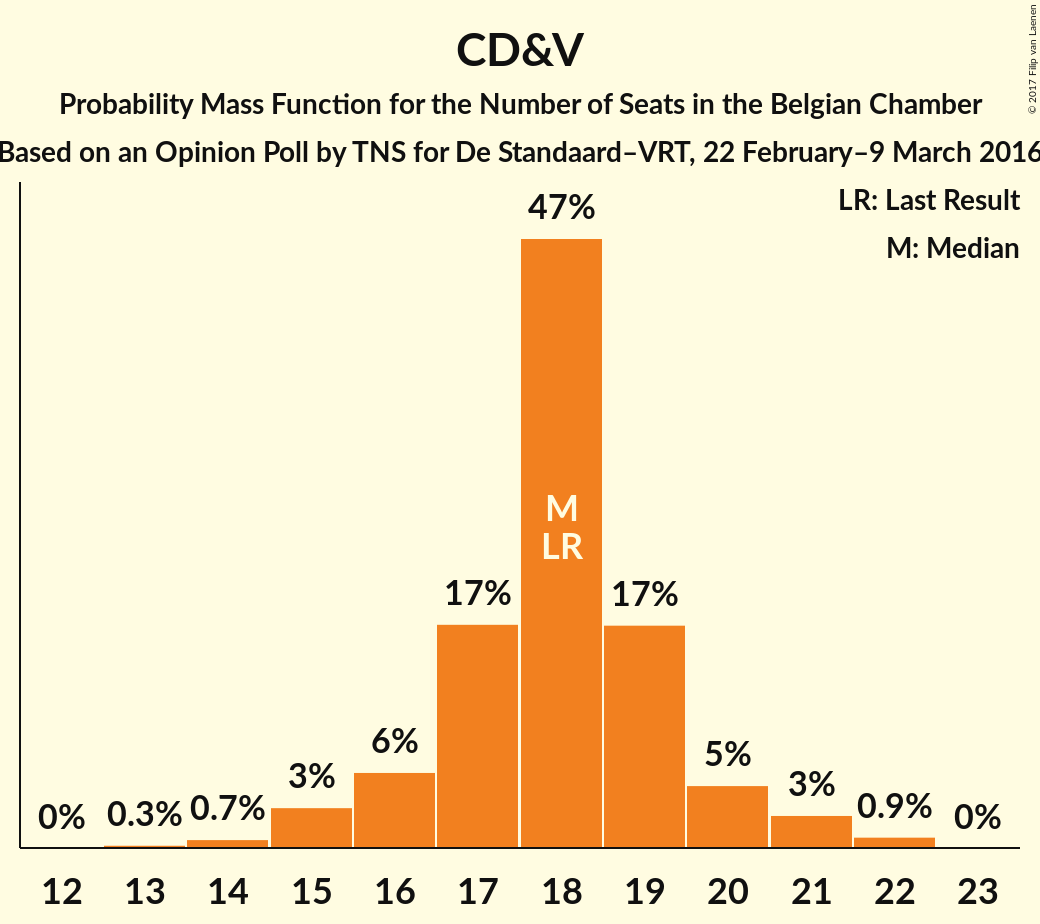 CD&V
Probability Mass Function for the Number of Seats in the Belgian Chamber
Based on an Opinion Poll by TNS for De Standaard–VRT, 22 February–9 March 2016
© 2017 Filip van Laenen
LR: Last Result
M: Median
0% 0.3% 0.7% 3% 6% 17% 47% 17% 5% 3% 0.9% 0%
M
LR
12 13 14 15 16 17 18 19 20 21 22 23